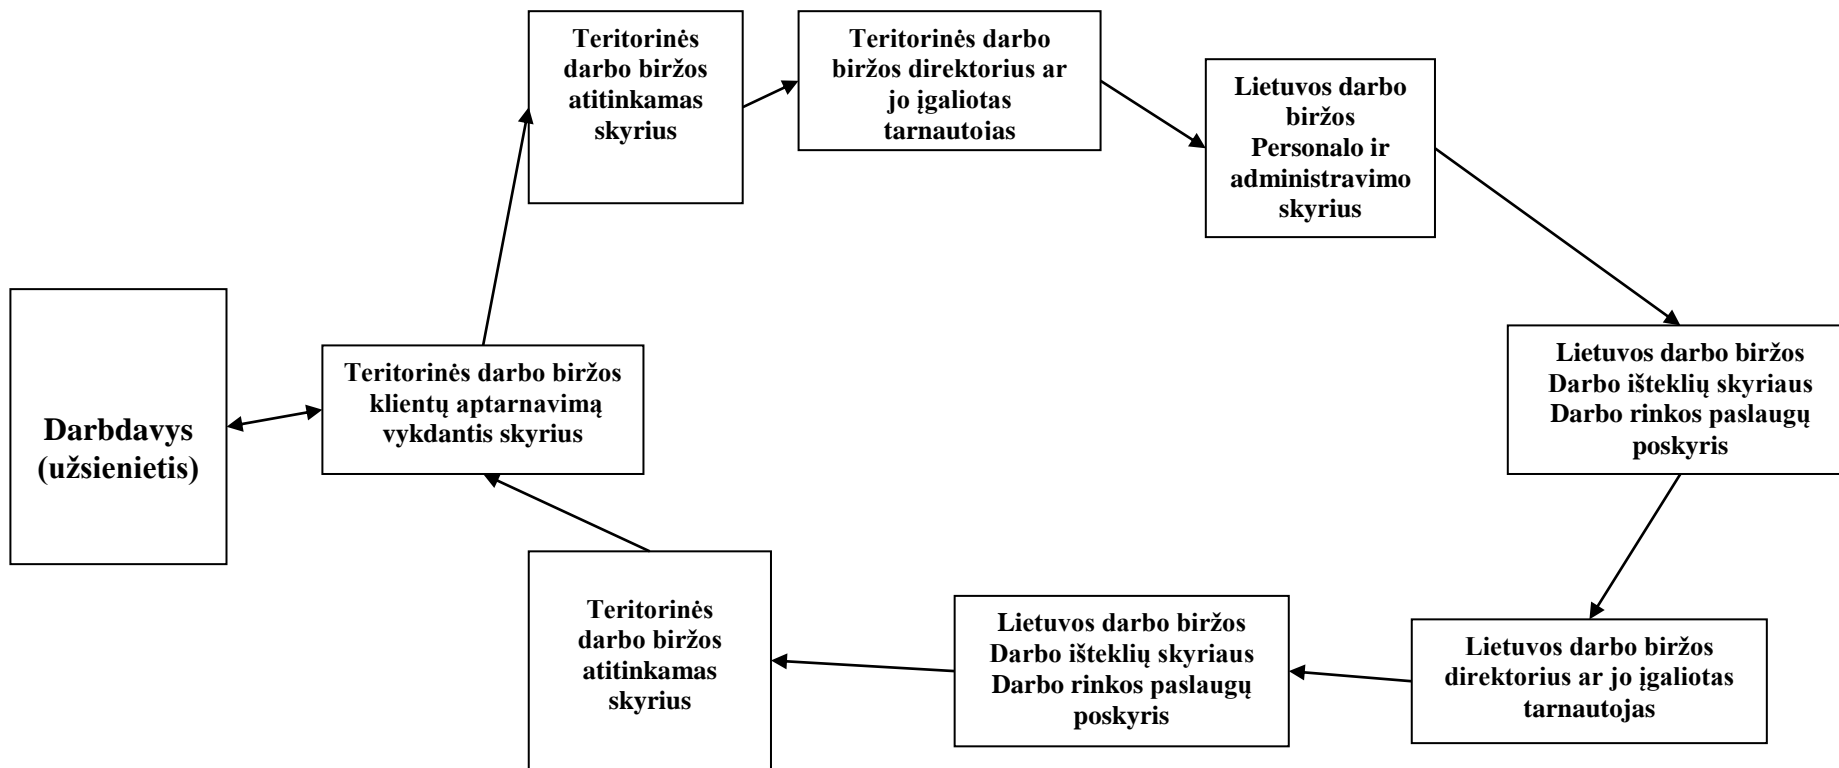 Teritorinės
darbo biržos
atitinkamas
skyrius
Teritorinės darbo
biržos direktorius ar
jo įgaliotas
tarnautojas
Lietuvos darbo
biržos
Personalo ir
administravimo
skyrius
Lietuvos darbo biržos
Darbo išteklių skyriaus
Darbo rinkos paslaugų
poskyris
Darbdavys
(užsienietis)
Teritorinės darbo biržos
klientų aptarnavimą
vykdantis skyrius
Teritorinės
darbo biržos
atitinkamas
skyrius
Lietuvos darbo biržos
Darbo išteklių skyriaus
Darbo rinkos paslaugų
poskyris
Lietuvos darbo biržos
direktorius ar jo įgaliotas
tarnautojas